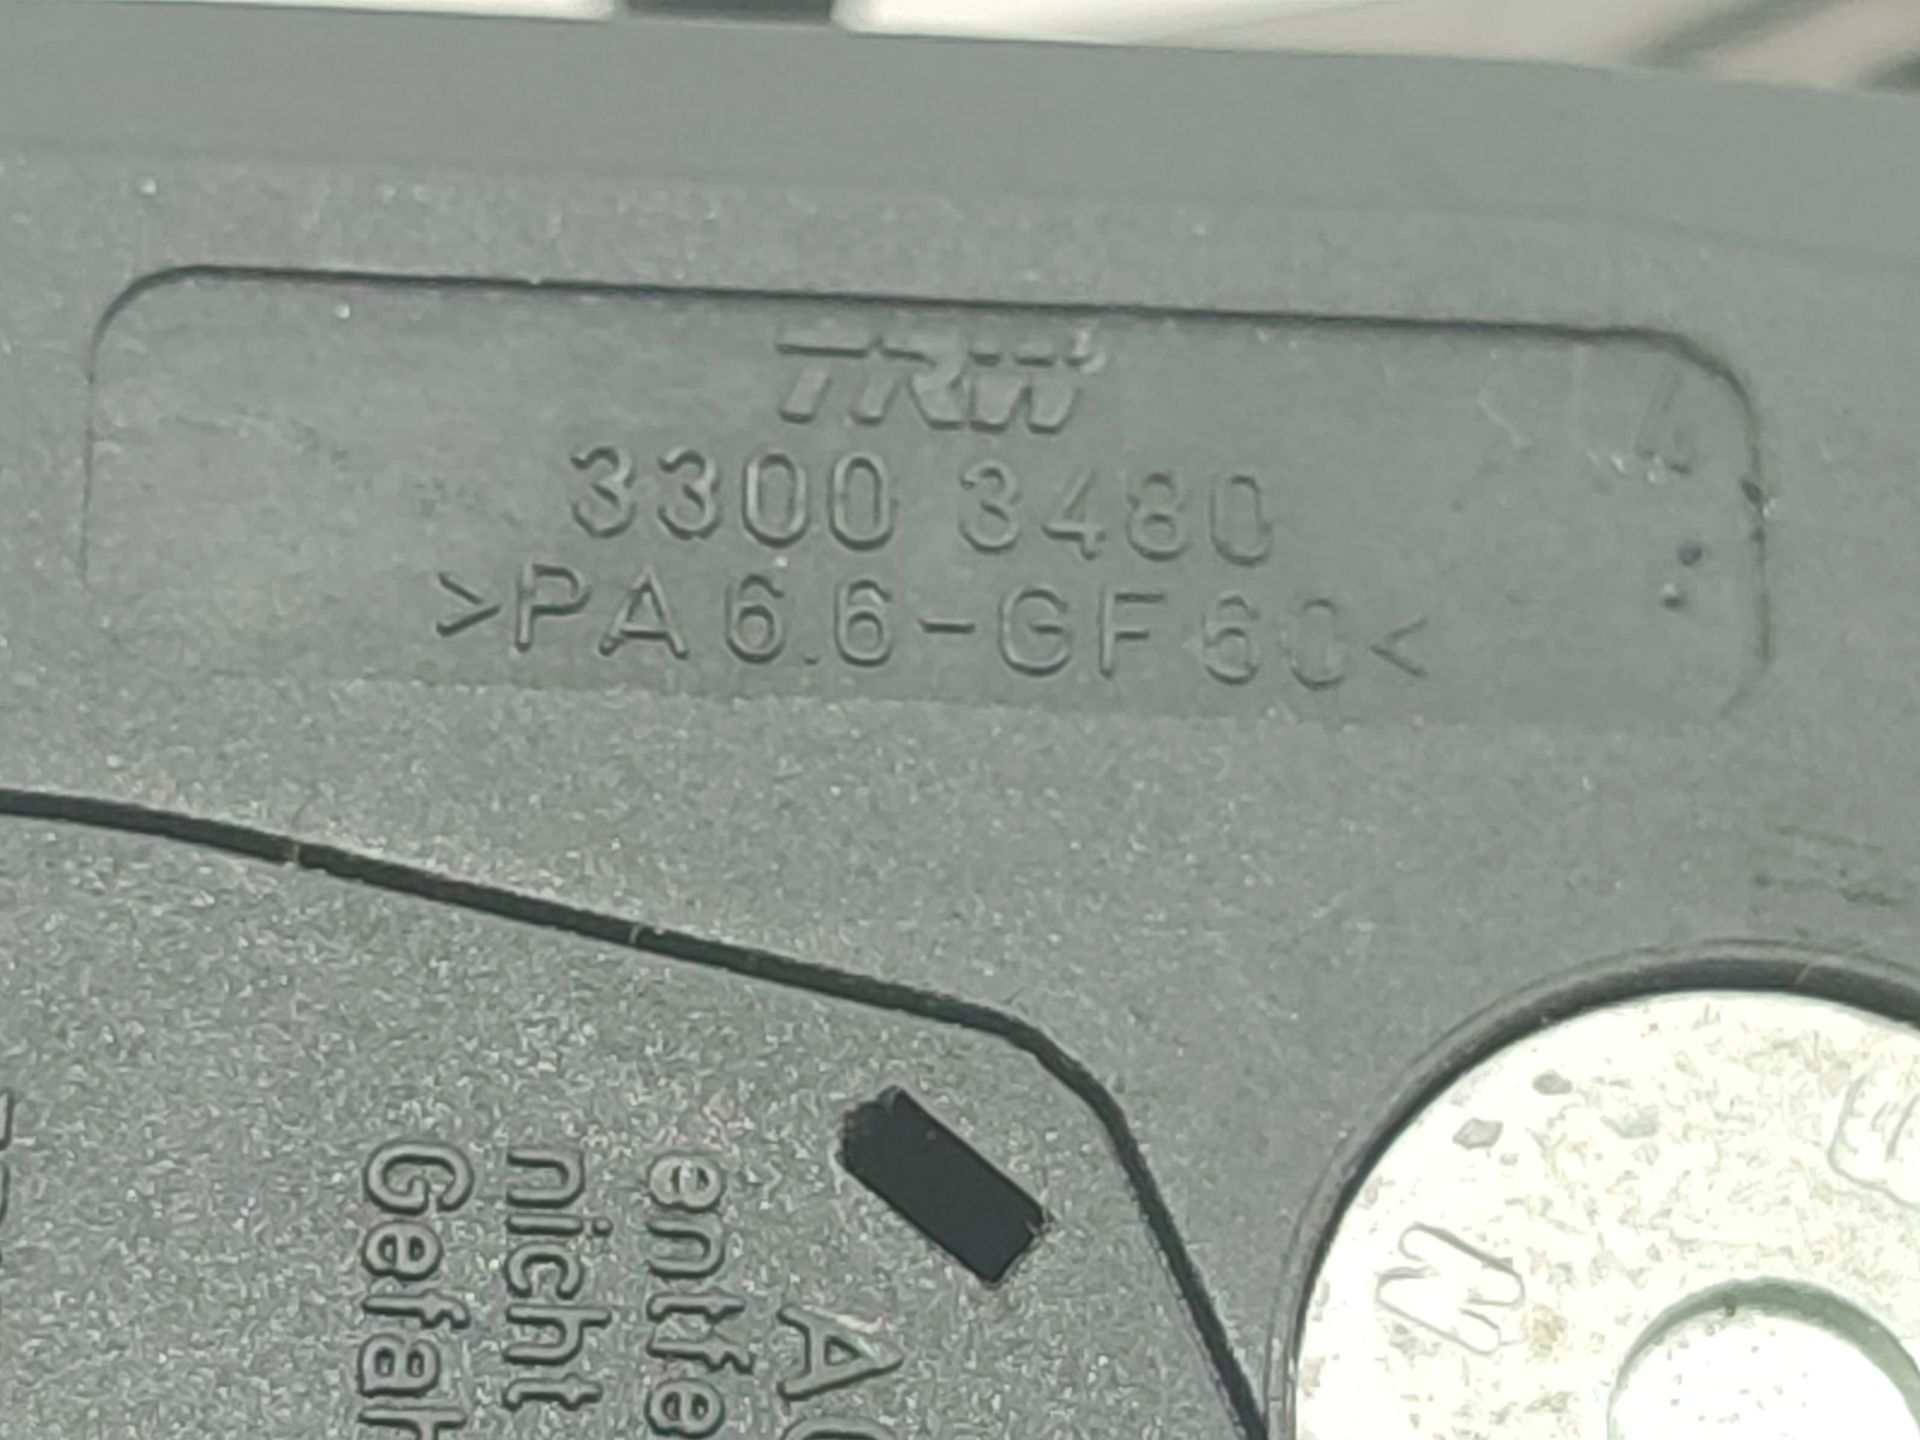 TRW
3300 3480
>PA6.6-GF60<
entfe
nicht
Gefah